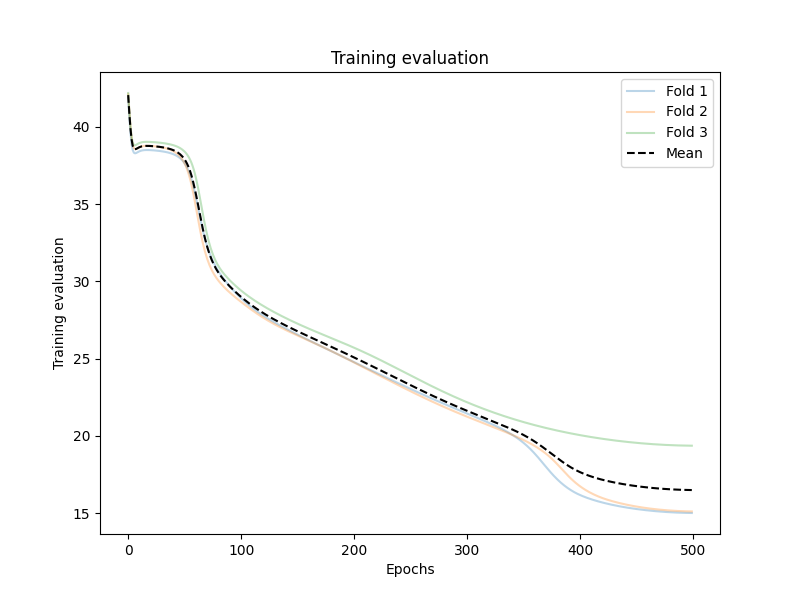 Training evaluation
Fold 1
Fold 2
Fold 3
Mean
Training evaluation
40
35
30
25
20
15
0 100 200 300 400 500
Epochs